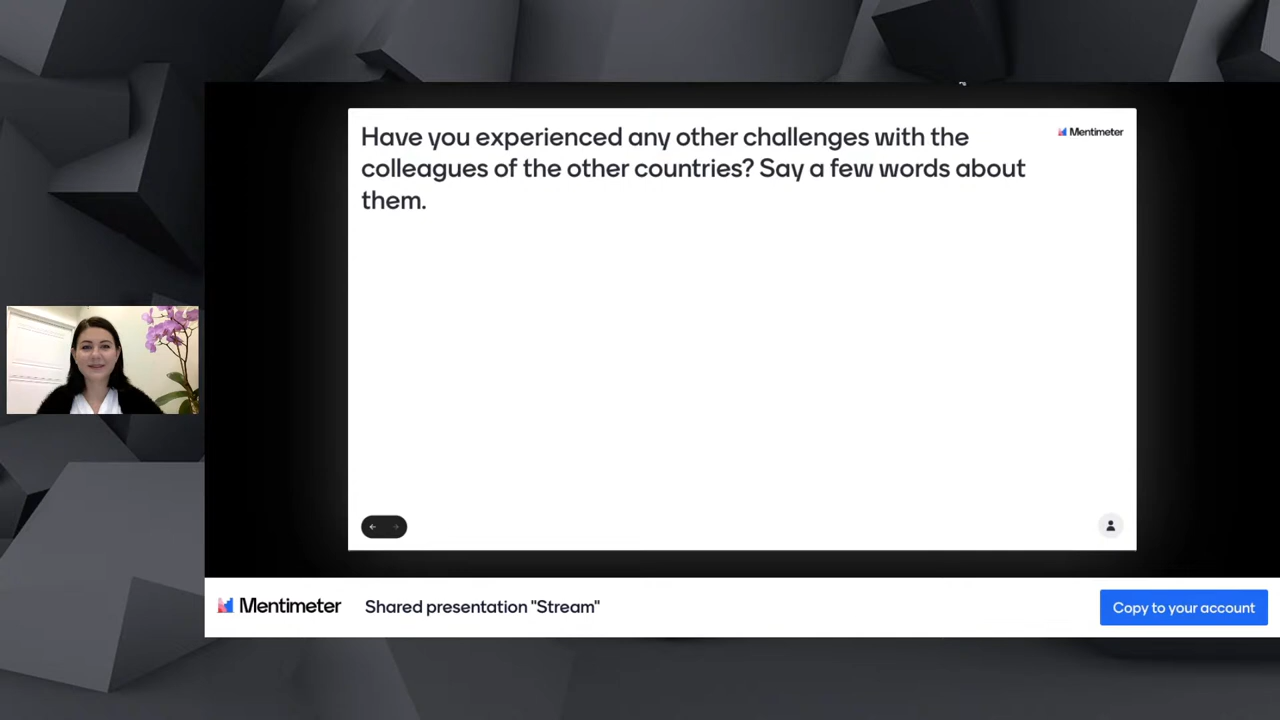 Have you experienced any other challenges with the
colleagues of the other countries? Say a few words about
them.
Mentimeter
Mentimeter
Shared presentation "Stream"
Copy to your account